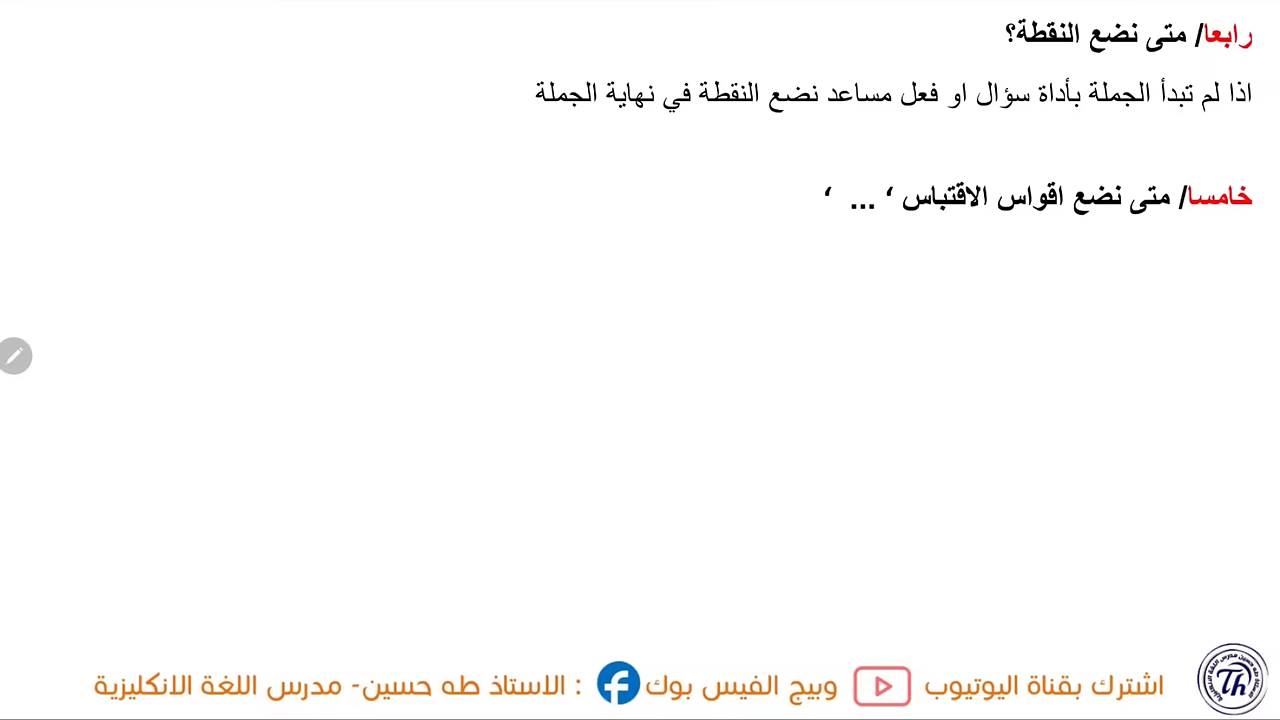 رابعا/ متى نضع النقطة؟
اذا لم تبدأ الجملة بأداة سؤال او فعل مساعد نضع النقطة في نهاية الجملة
خامسا/ متى نضع اقواس الاقتباس ‘ ... ‘
اشترك بقناة اليوتيوب وبيج الفيس بوك : الاستاذ طه حسين- مدرس اللغة الانكليزية
Th